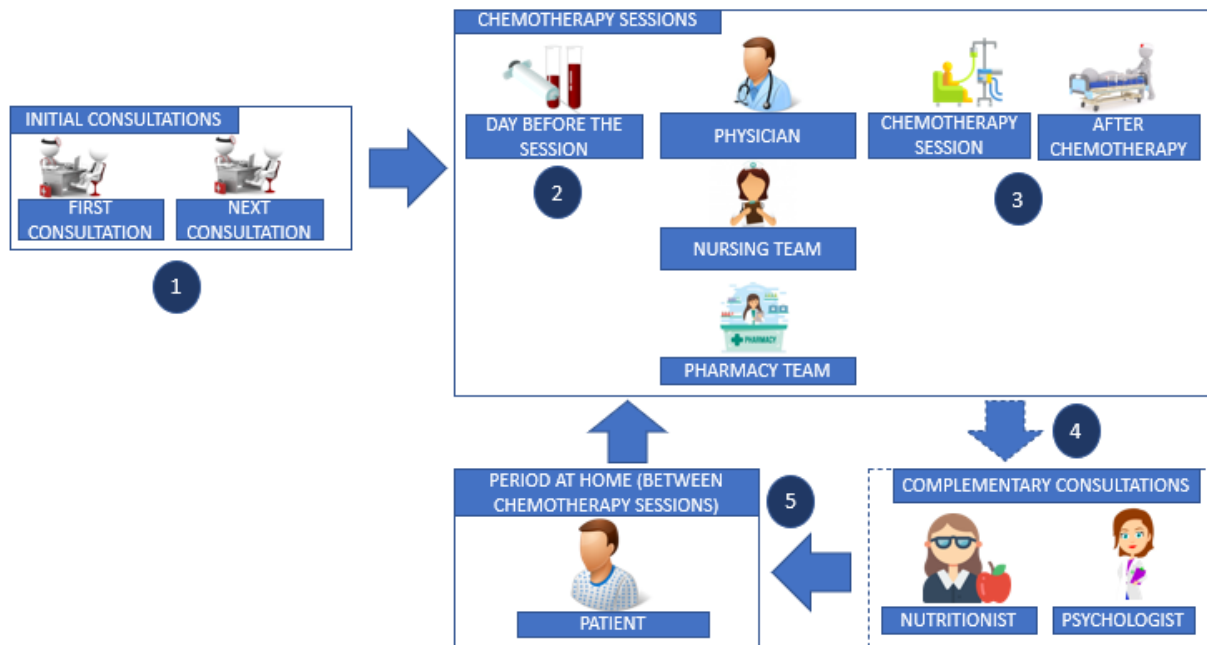 CHEMOTHERAPY SESSIONS
INITIAL CONSULTATIONS
FIRST
CONSULTATION
NEXT
CONSULTATION
1
DAY BEFORE THE
SESSION
2
PHYSICIAN
NURSING TEAM
PHARMACY
PHARMACY TEAM
CHEMOTHERAPY
SESSION
AFTER
CHEMOTHERAPY
3
4
COMPLEMENTARY CONSULTATIONS
NUTRITIONIST
PSYCHOLOGIST
5
PERIOD AT HOME (BETWEEN
CHEMOTHERAPY SESSIONS)
PATIENT